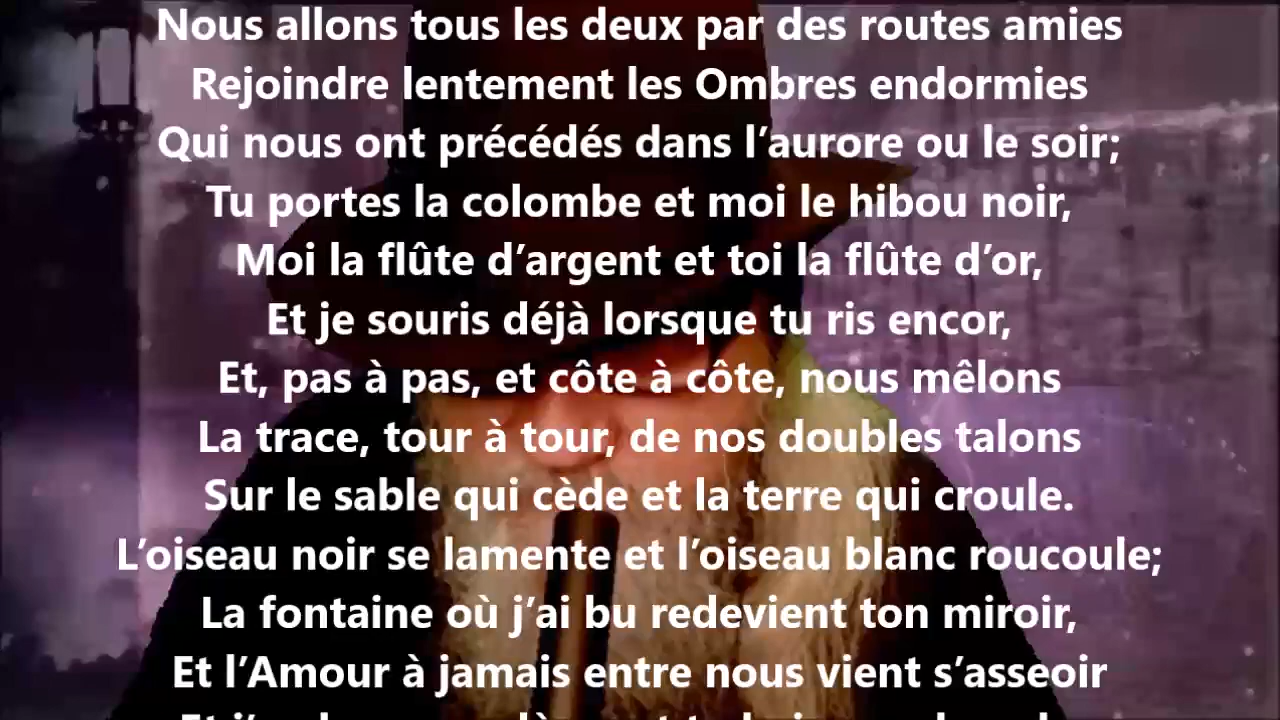 Nous allons tous les deux par des routes amies
Rejoindre lentement les Ombres endormies
Qui nous ont précédés dans l’aurore ou le soir;
Tu portes la colombe et moi le hibou noir,
Moi la flûte d’argent et toi la flûte d’or,
Et je souris déjà lorsque tu ris encor,
Et, pas à pas, et côte à côte, nous mêlons
La trace, tour à tour, de nos doubles talons
Sur le sable qui cède et la terre qui croule.
L’oiseau noir se lamente et l’oiseau blanc roucoule;
La fontaine où j’ai bu redevient ton miroir,
Et l’Amour à jamais entre nous vient s’asseoir